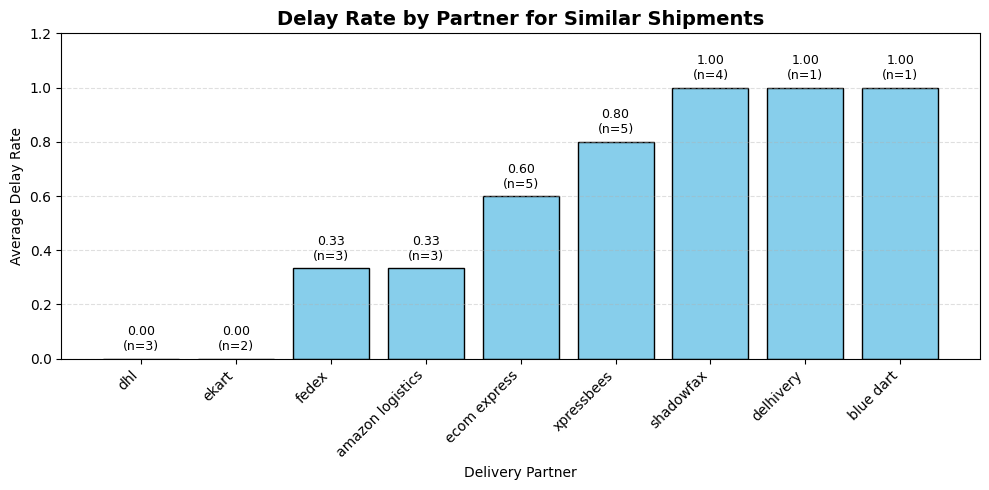 Delay Rate by Partner for Similar Shipments
Average Delay Rate
1.2
1.0
0.8
0.6
0.4
0.2
0.0
0.00
(n=3)
0.00
(n=2)
0.33
(n=3)
0.33
(n=3)
0.60
(n=5)
0.80
(n=5)
1.00
(n=4)
1.00
(n=1)
1.00
(n=1)
dhl
ekart
fedex
amazon logistics
ecom express
xpressbees
shadowfax
delhivery
blue dart
Delivery Partner